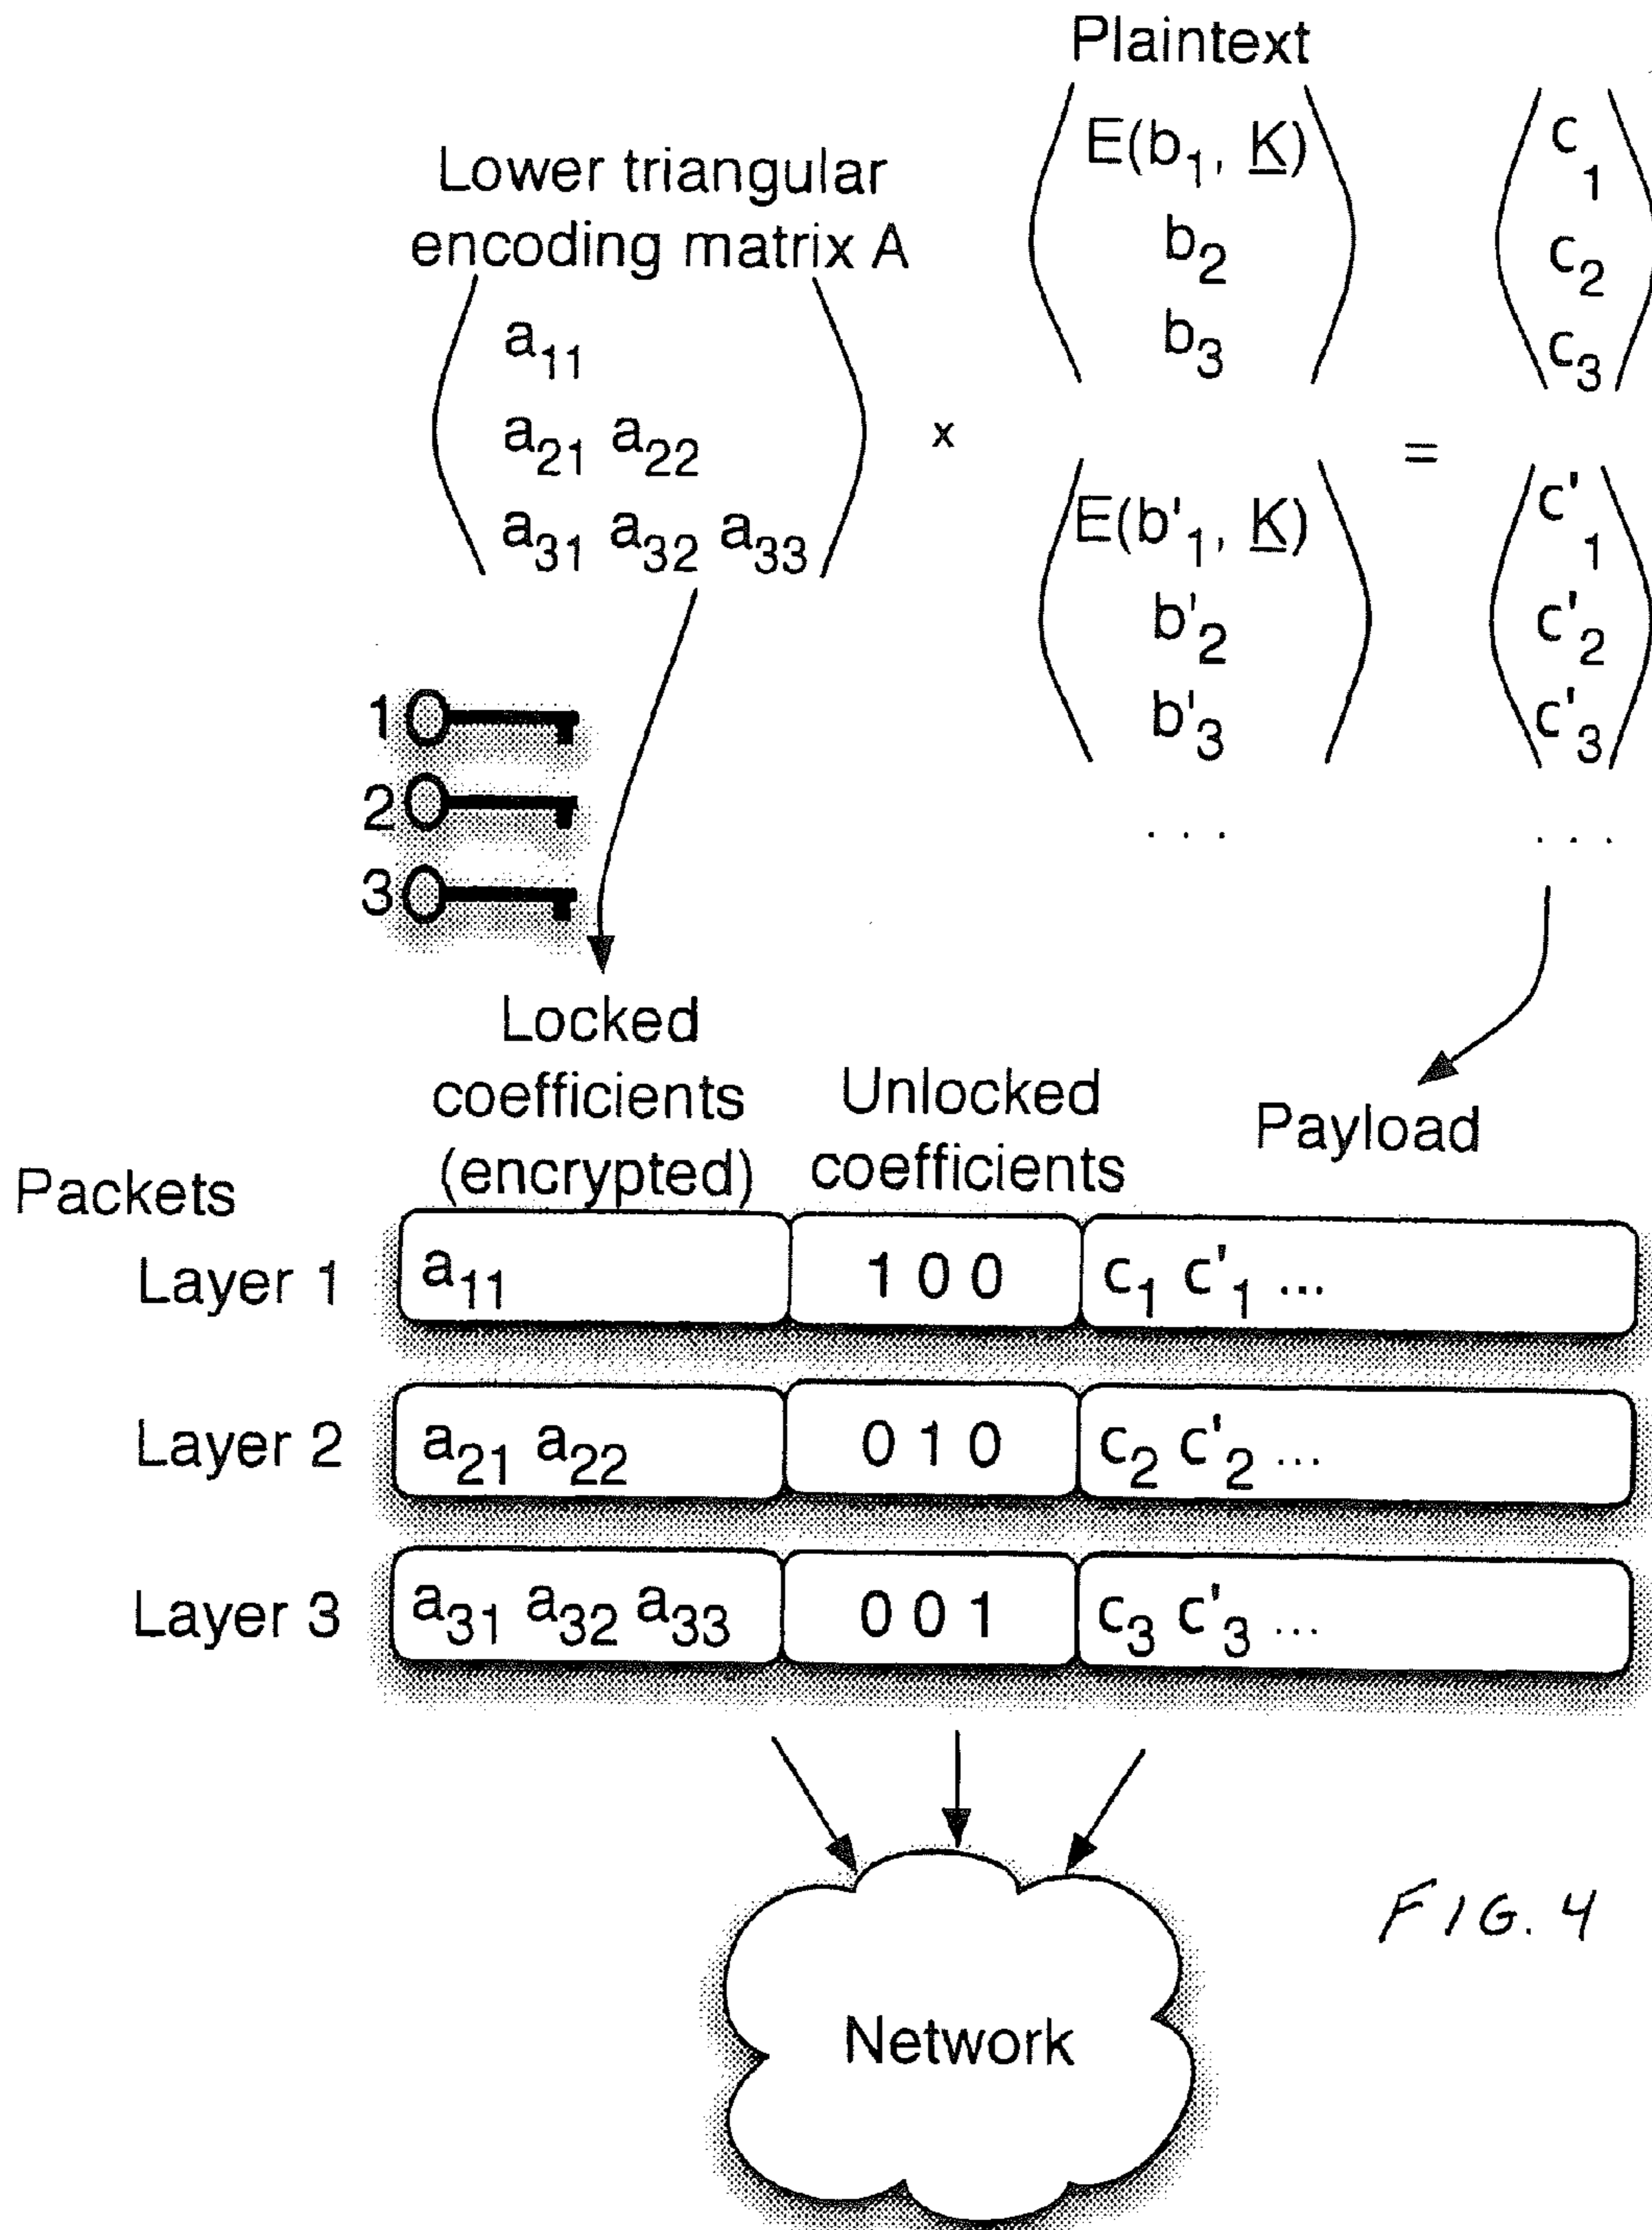 Plaintext
Lower triangular
encoding matrix A
a11
a21 a22
a31 a32 a33
x
E(b1, K)
b2
b3
E(b'1, K)
b'2
b'3
. . .
=
c1
c2
c3
c'1
c'2
c'3
. . .
1
2
3
Locked
coefficients
(encrypted)
Unlocked
coefficients
Payload
Packets
Layer 1 a11 1 0 0 c1 c'1 ...
Layer 2 a21 a22 0 1 0 c2 c'2 ...
Layer 3 a31 a32 a33 0 0 1 c3 c'3 ...
Network
FIG. 4